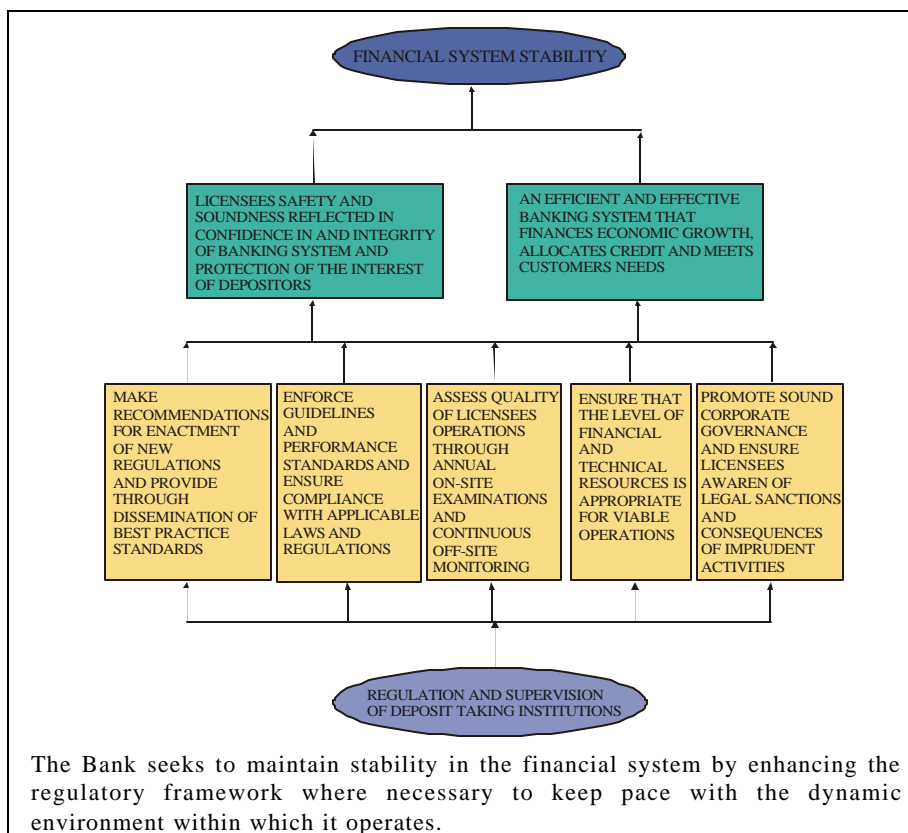 FINANCIAL SYSTEM STABILITY
LICENSEES SAFETY AND
SOUNDNESS REFLECTED IN
CONFIDENCE IN AND INTEGRITY
OF BANKING SYSTEM AND
PROTECTION OF THE INTEREST
OF DEPOSITORS
AN EFFICIENT AND EFFECTIVE
BANKING SYSTEM THAT
FINANCES ECONOMIC GROWTH,
ALLOCATES CREDIT AND MEETS
CUSTOMERS NEEDS
MAKE
RECOMMENDATIONS
FOR ENACTMENT
OF NEW
REGULATIONS
AND PROVIDE
THROUGH
DISSEMINATION OF
BEST PRACTICE
STANDARDS
ENFORCE
GUIDELINES
AND
PERFORMANCE
STANDARDS AND
ENSURE
COMPLIANCE
WITH APPLICABLE
LAWS AND
REGULATIONS
ASSESS QUALITY
OF LICENSEES
OPERATIONS
THROUGH
ANNUAL
ON-SITE
EXAMINATIONS
AND
CONTINUOUS
OFF-SITE
MONITORING
ENSURE THAT
THE LEVEL OF
FINANCIAL
AND
TECHNICAL
RESOURCES IS
APPROPRIATE
FOR VIABLE
OPERATIONS
PROMOTE SOUND
CORPORATE
GOVERNANCE
AND ENSURE
LICENSEES
AWAREN OF
LEGAL SANCTIONS
AND
CONSEQUENCES
OF IMPRUDENT
ACTIVITIES
REGULATION AND SUPERVISION
OF DEPOSIT TAKING INSTITUTIONS
The Bank seeks to maintain stability in the financial system by enhancing the
regulatory framework where necessary to keep pace with the dynamic
environment within which it operates.